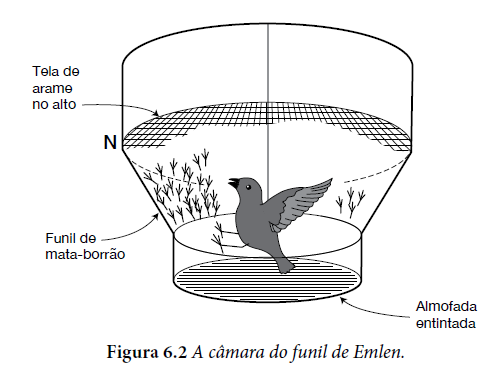 Tela de
arame
no alto
N
Funil de
mata-borrão
Almofada
entintada
Figura 6.2 A câmara do funil de Emlen.